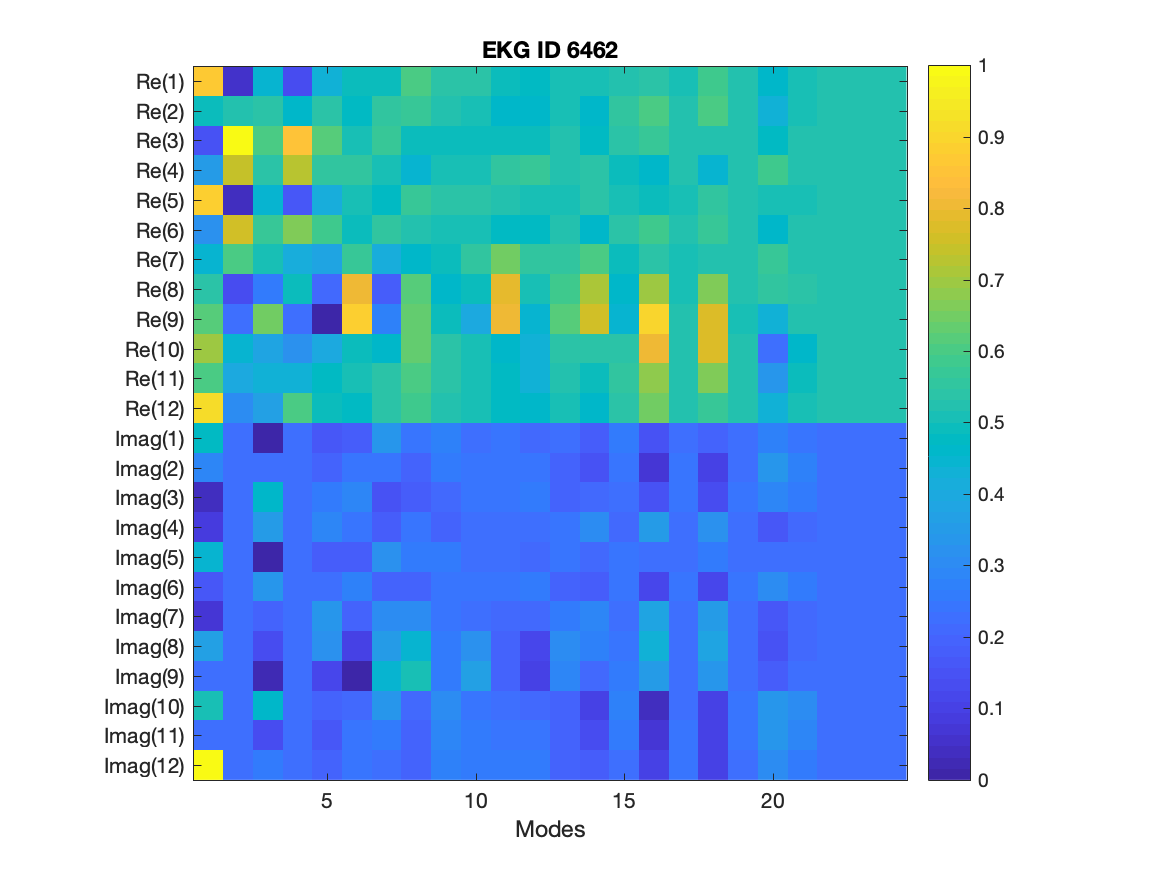 EKG ID 6462
Re(1)
Re(2)
Re(3)
Re(4)
Re(5)
Re(6)
Re(7)
Re(8)
Re(9)
Re(10)
Re(11)
Re(12)
Imag(1)
Imag(2)
Imag(3)
Imag(4)
Imag(5)
Imag(6)
Imag(7)
Imag(8)
Imag(9)
Imag(10)
Imag(11)
Imag(12)
5 10 15 20
Modes
1
0.9
0.8
0.7
0.6
0.5
0.4
0.3
0.2
0.1
0